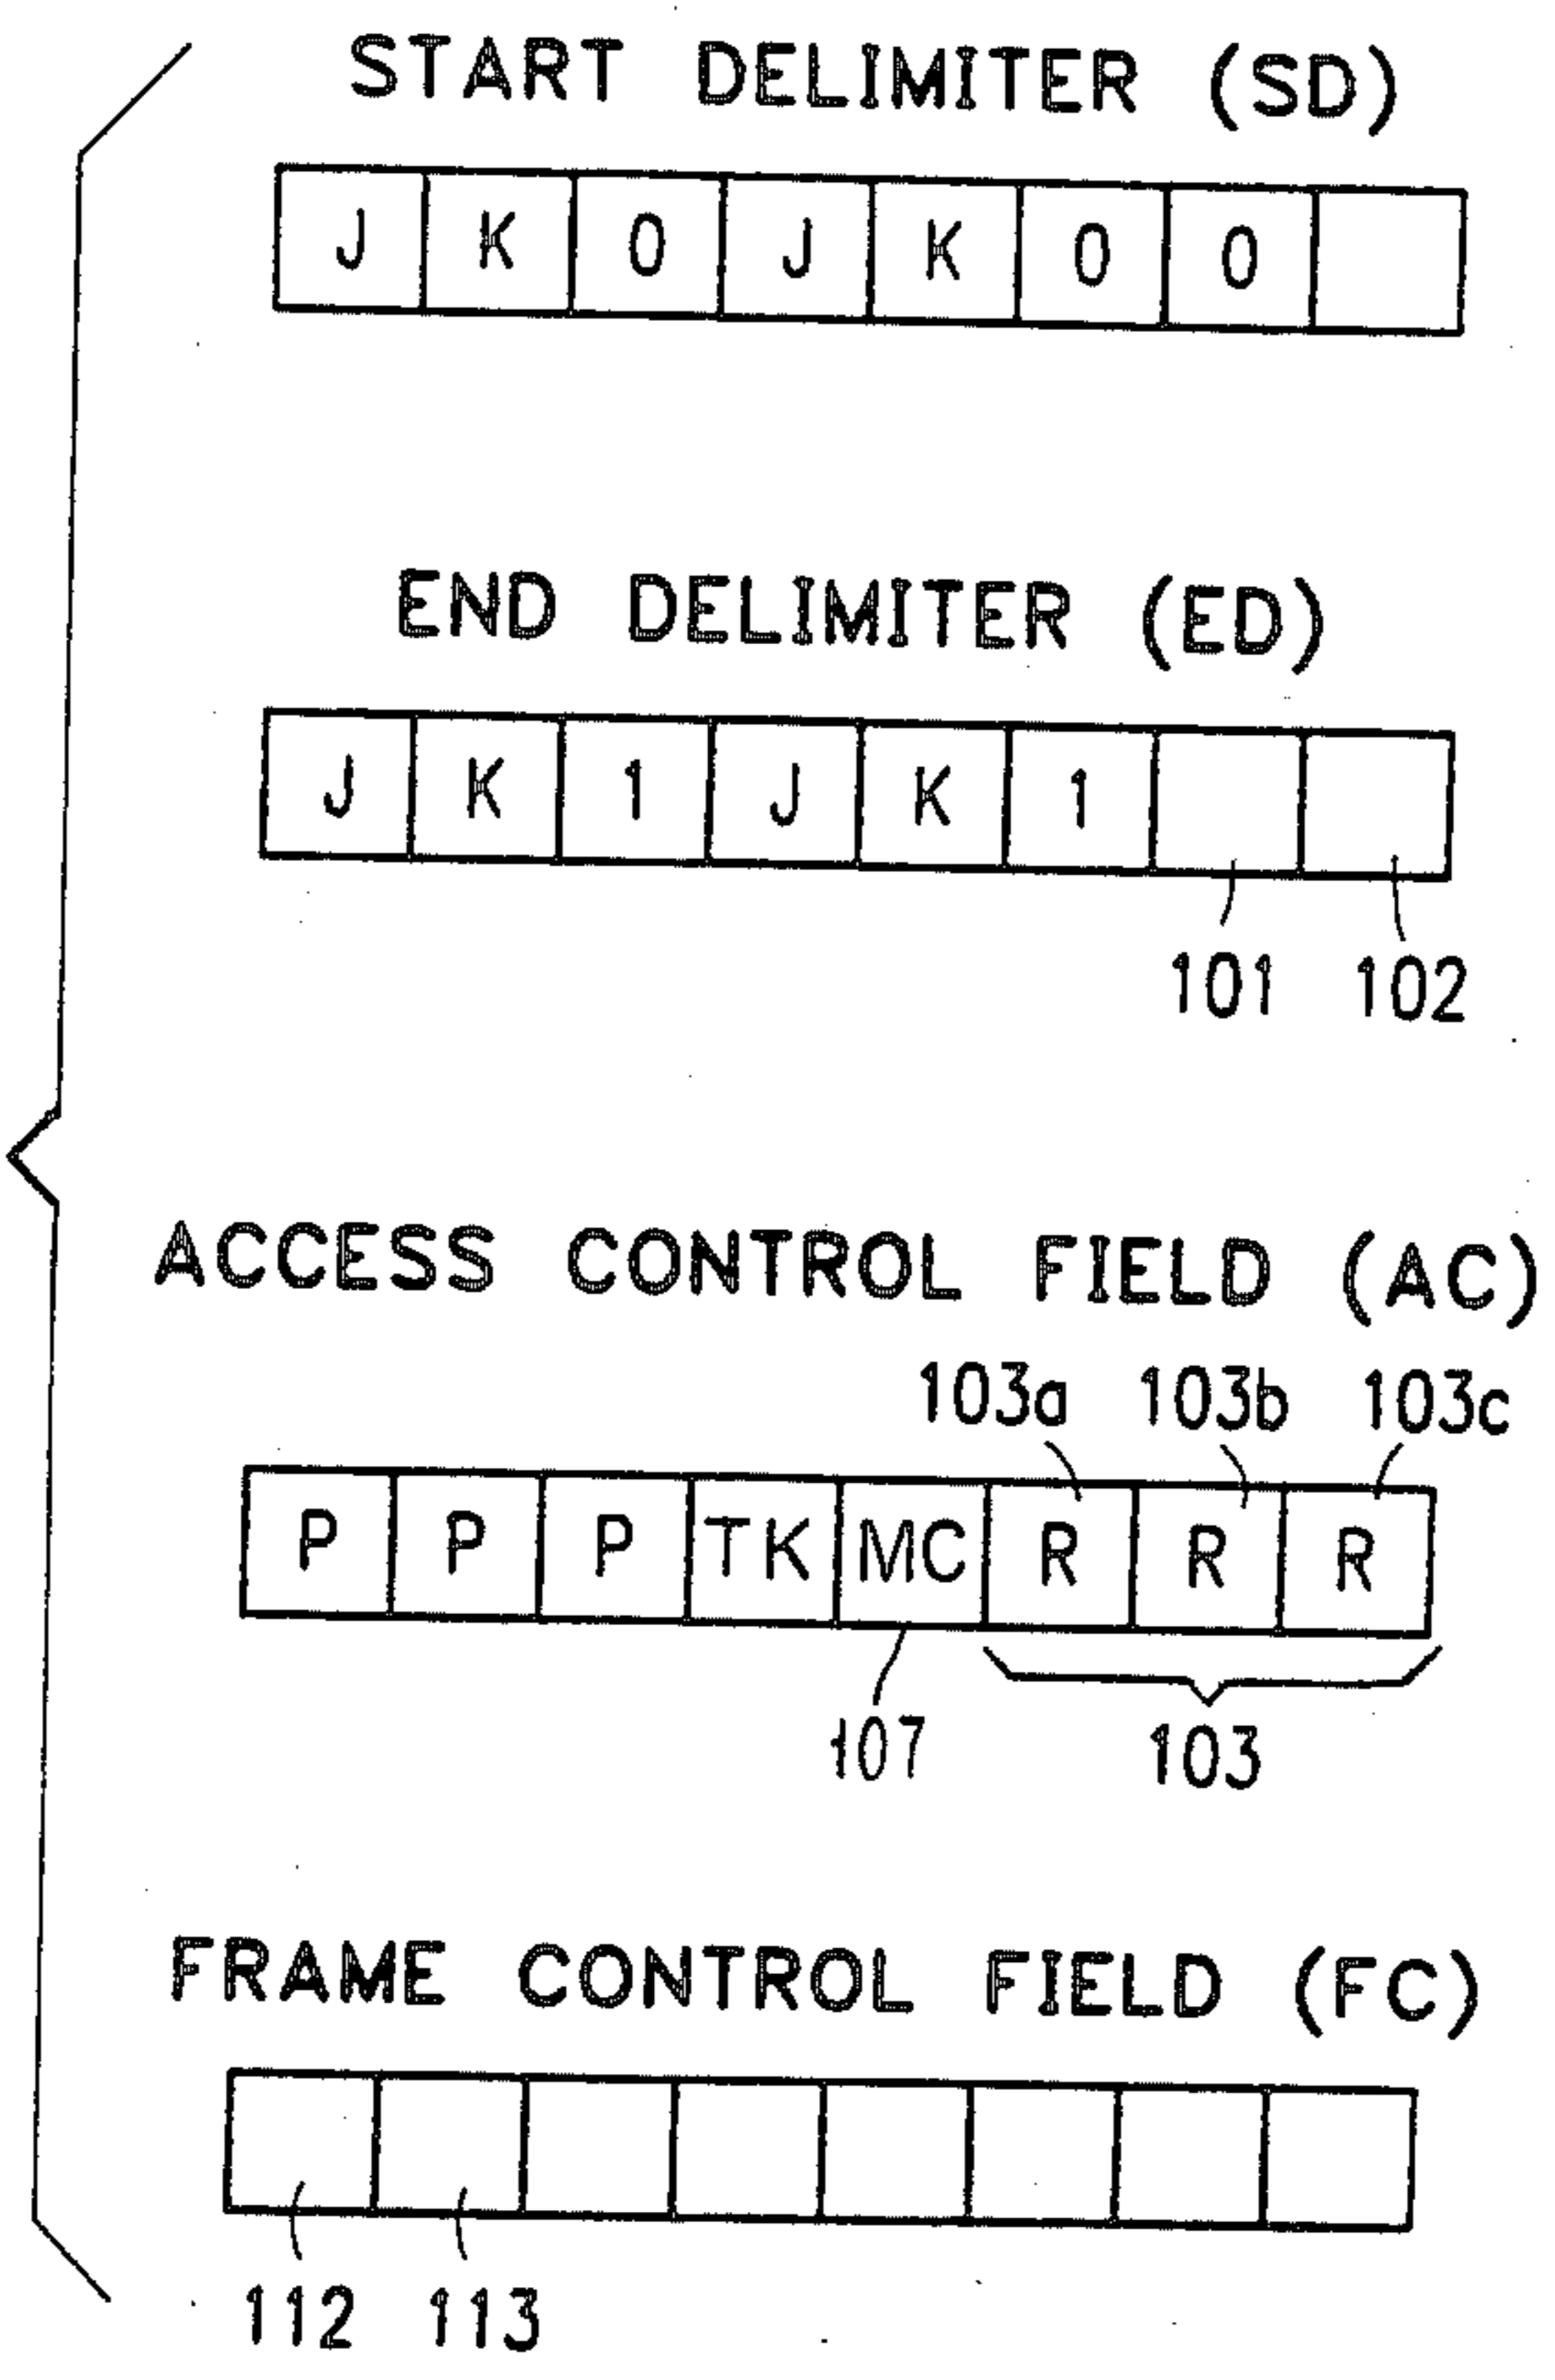 START DELIMITER (SD)
J K 0 J K 0 0
END DELIMITER (ED)
J K 1 J K 1
101 102
ACCESS CONTROL FIELD (AC)
103a 103b 103c
P P P TK MC R R R
107 103
FRAME CONTROL FIELD (FC)
112 113